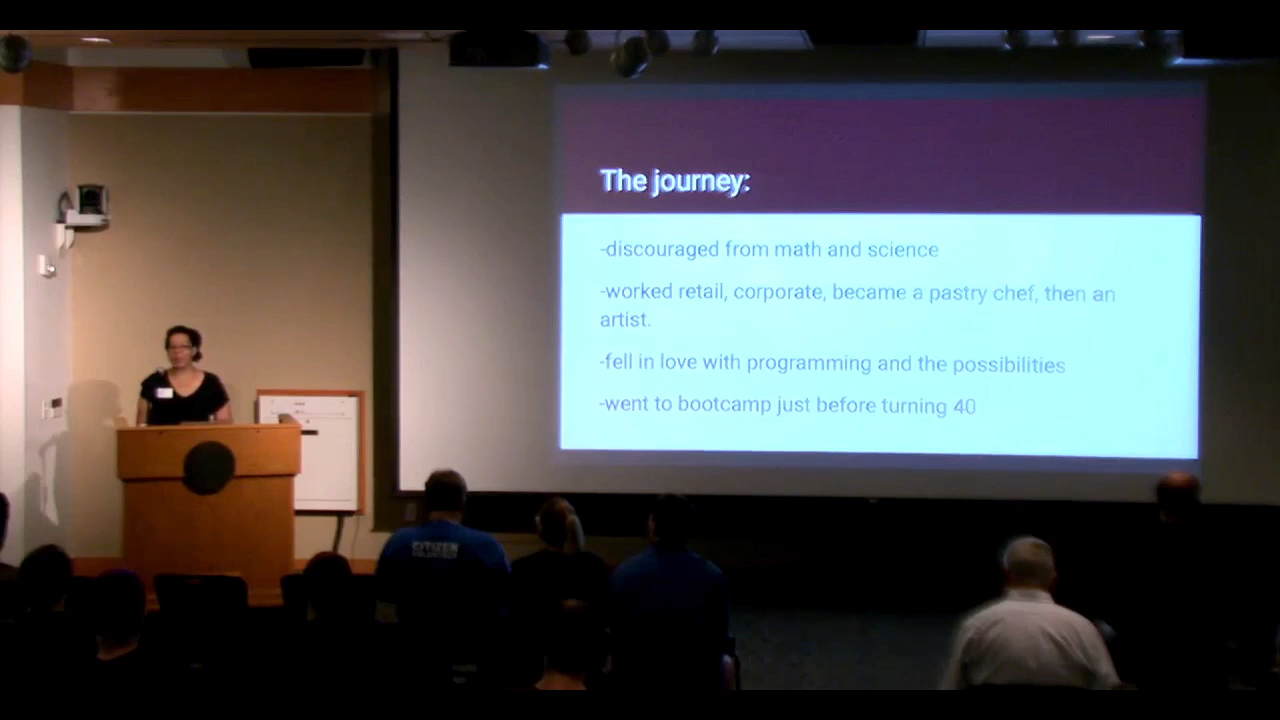 The journey:
-discouraged from math and science
-worked retail, corporate, became a pastry chef, then an
artist.
-fell in love with programming and the possibilities
-went to bootcamp just before turning 40
CITIZEN